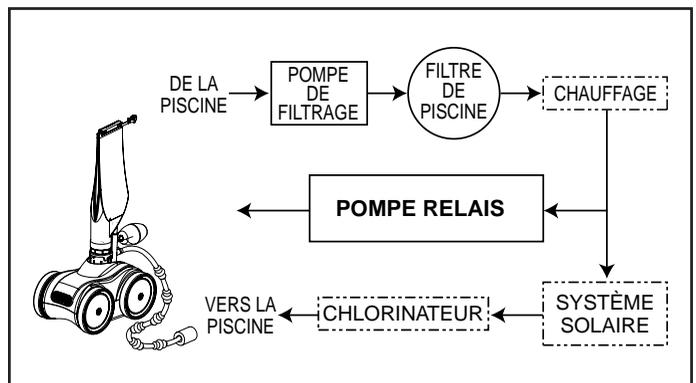 DE LA
PISCINE
POMPE
DE
FILTRAGE
FILTRE
DE
PISCINE
CHAUFFAGE
POMPE RELAIS
VERS LA
PISCINE
CHLORINATEUR
SYSTÈME
SOLAIRE